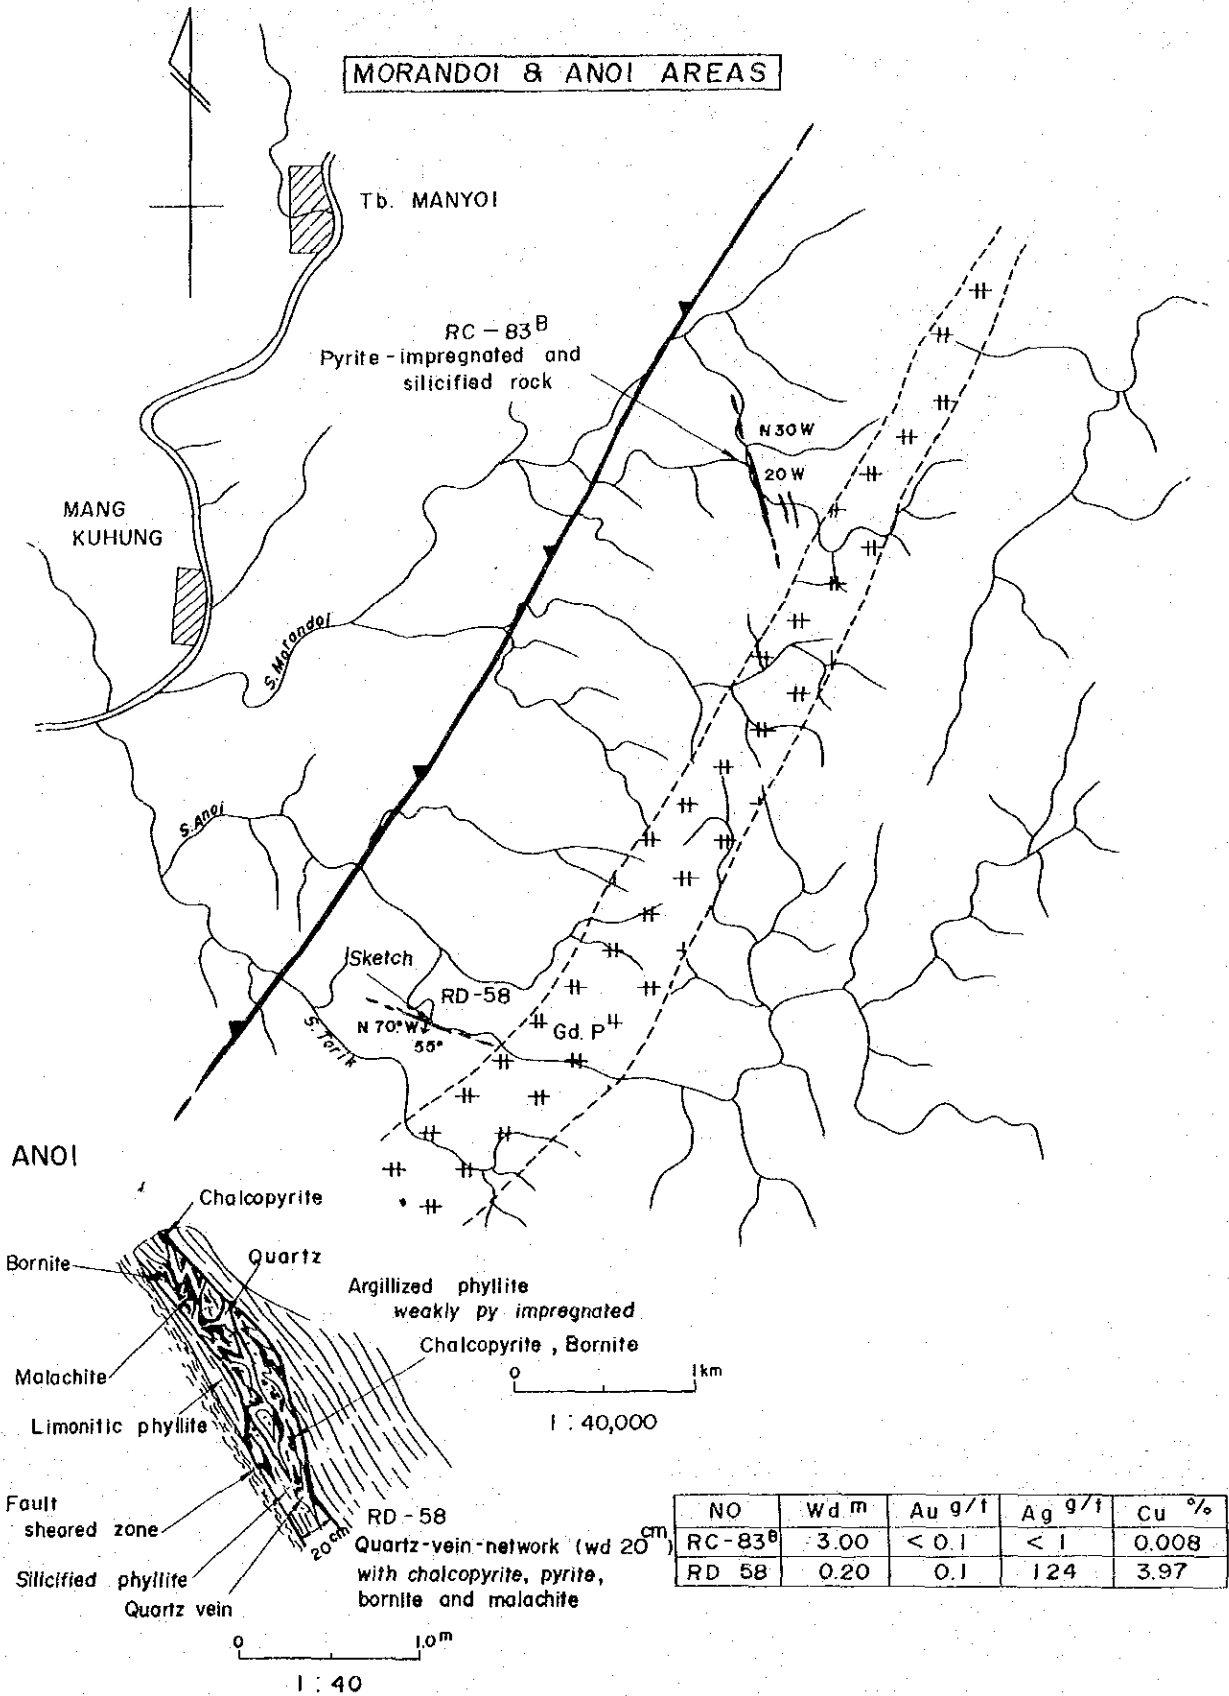 MORANDOI & ANOI AREAS
Tb. MANYOI
RC-83B
Pyrite-impregnated and
silicified rock
N 30 W
20 W
MANG
KUHUNG
S. Morandoi
S. Anoi
Sketch
RD-58
N 70° W
55°
S. Tarik
Gd. P
ANOI
Chalcopyrite
Bornite
Quartz
Argillized phyllite
weakly py impregnated
Chalcopyrite, Bornite
Malachite
Limonitic phyllite
0 1km
1 : 40,000
Fault
sheared zone
Silicified phyllite
Quartz vein
20 cm
RD-58
Quartz-vein-network (wd 20cm)
with chalcopyrite, pyrite,
bornite and malachite
0 1.0m
1 : 40
NO Wd m Au g/t Ag g/t Cu %
RC-83B 3.00 < 0.1 < 1 0.008
RD 58 0.20 0.1 124 3.97